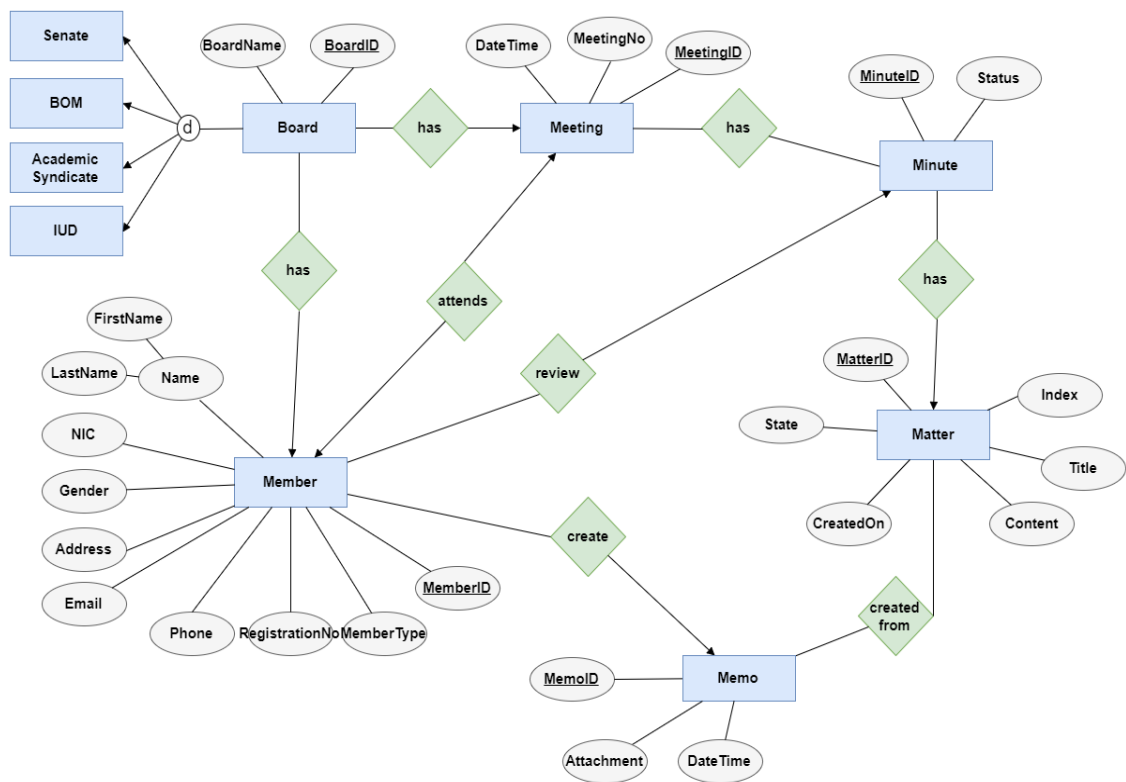 Senate
BoardName
BoardID
DateTime
MeetingNo
MeetingID
MinuteID
Status
BOM
d
Board
has
Meeting
has
Minute
Academic
Syndicate
IUD
has
attends
has
FirstName
LastName
Name
review
MatterID
Index
State
Matter
NIC
Title
Member
Gender
CreatedOn
Content
Address
create
MemberID
Email
Phone
RegistrationNo
MemberType
created
from
MemoID
Memo
Attachment
DateTime